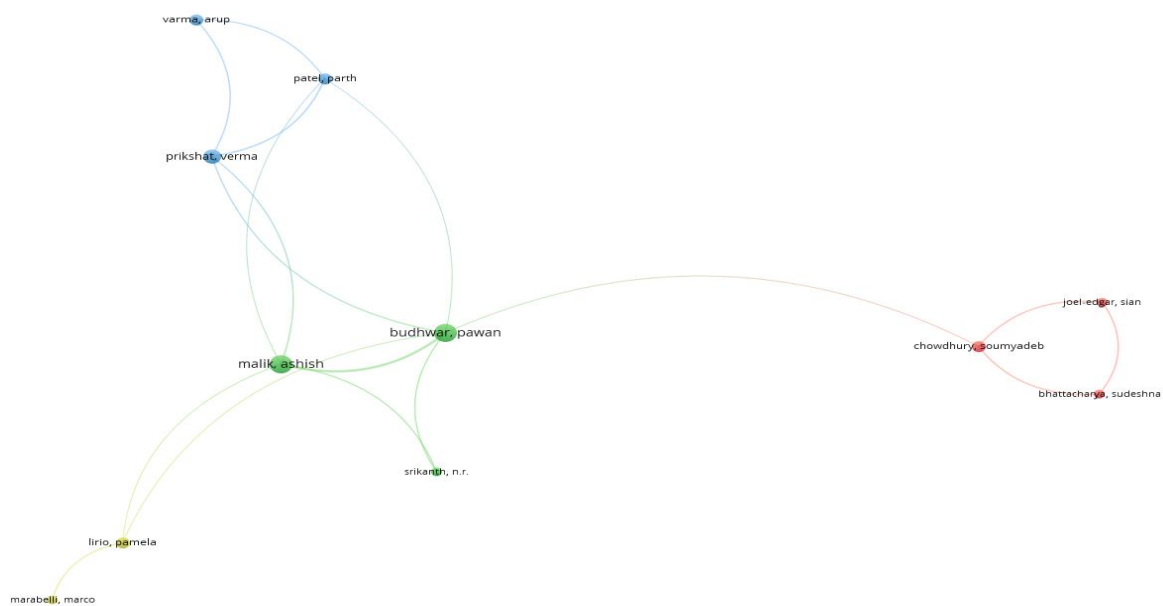 varma, arup
patel, parth
prikshat, verma
budhwar, pawan
malik, ashish
srikanth, n.r.
lirio, pamela
marabelli, marco
joel-edgar, sian
chowdhury, soumyadeb
bhattacharya, sudeshna